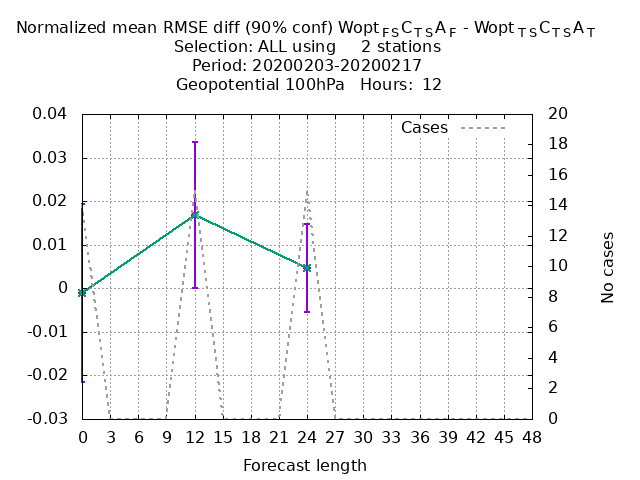 Normalized mean RMSE diff (90% conf) Wopt FS C TS A F - Wopt TS C TS A T
Selection: ALL using 2 stations
Period: 20200203-20200217
Geopotential 100hPa Hours: 12
Cases
0.04
0.03
0.02
0.01
0
-0.01
-0.02
-0.03
20
18
16
14
12
10
8
6
4
2
0
No cases
0 3 6 9 12 15 18 21 24 27 30 33 36 39 42 45 48
Forecast length